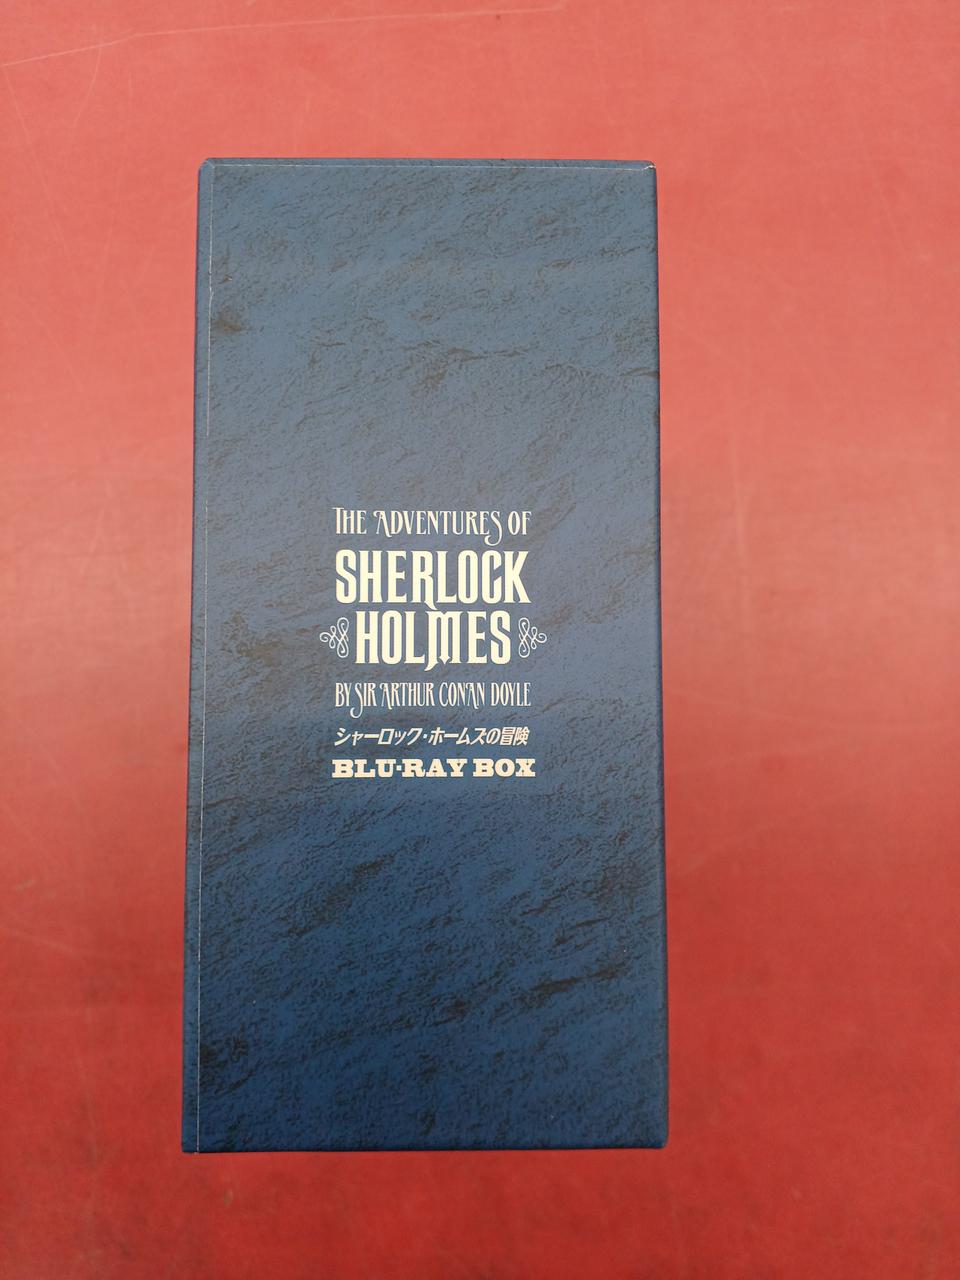 THE ADVENTURES OF
SHERLOCK
HOLMES
BY SIR ARTHUR CONAN DOYLE
シャーロック・ホームズの冒険
BLU-RAY BOX